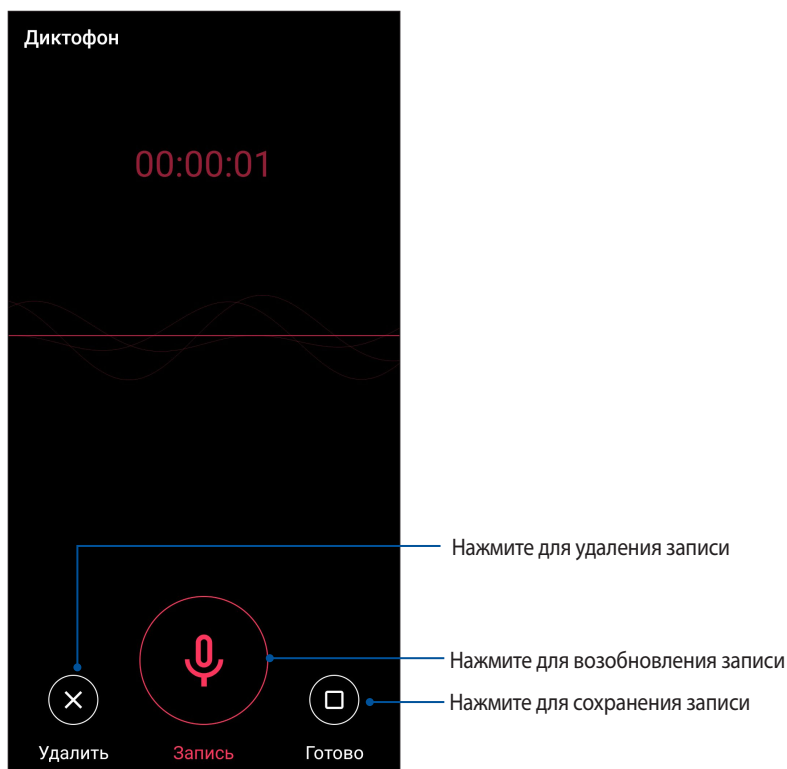 Диктофон
00:00:01
Нажмите для удаления записи
Нажмите для возобновления записи
Нажмите для сохранения записи
Удалить
Запись
Готово